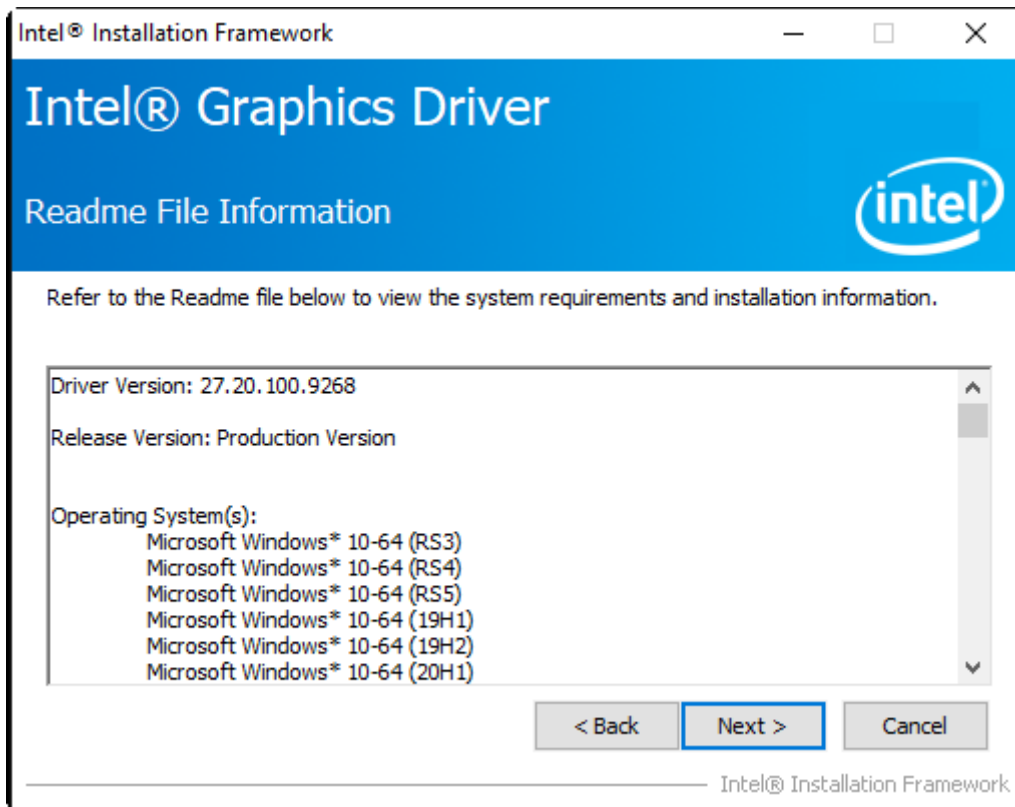 Intel® Installation Framework
Intel® Graphics Driver
Readme File Information
intel
Refer to the Readme file below to view the system requirements and installation information.
Driver Version: 27.20.100.9268
Release Version: Production Version
Operating System(s):
Microsoft Windows* 10-64 (RS3)
Microsoft Windows* 10-64 (RS4)
Microsoft Windows* 10-64 (RS5)
Microsoft Windows* 10-64 (19H1)
Microsoft Windows* 10-64 (19H2)
Microsoft Windows* 10-64 (20H1)
< Back Next > Cancel
Intel® Installation Framework